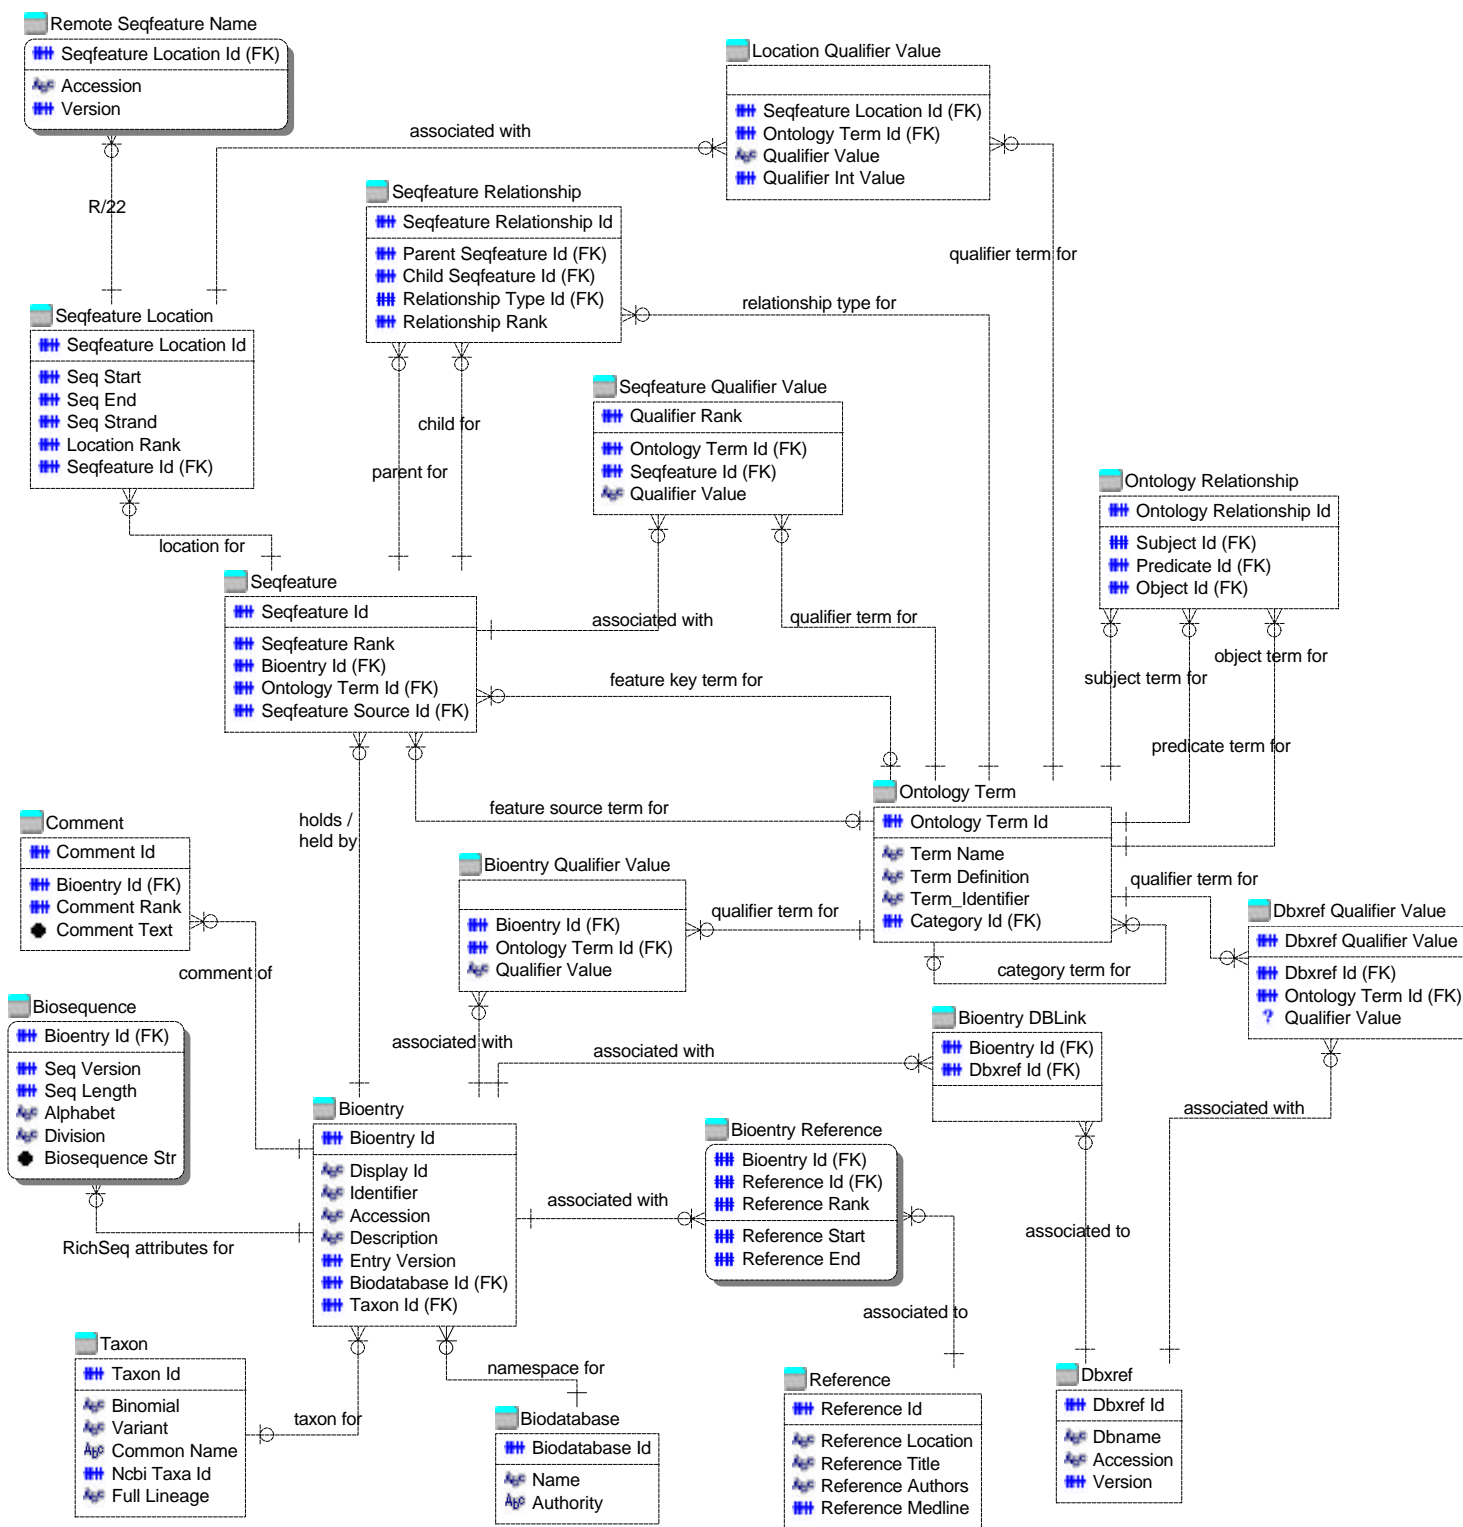 Remote Seqfeature Name
Seqfeature Location Id (FK)
Accession
Version
Location Qualifier Value
Seqfeature Location Id (FK)
Ontology Term Id (FK)
Qualifier Value
Qualifier Int Value
associated with
R/22
Seqfeature Relationship
Seqfeature Relationship Id
Parent Seqfeature Id (FK)
Child Seqfeature Id (FK)
Relationship Type Id (FK)
Relationship Rank
qualifier term for
relationship type for
Seqfeature Location
Seqfeature Location Id
Seq Start
Seq End
Seq Strand
Location Rank
Seqfeature Id (FK)
child for
parent for
Seqfeature Qualifier Value
Qualifier Rank
Ontology Term Id (FK)
Seqfeature Id (FK)
Qualifier Value
Ontology Relationship
Ontology Relationship Id
Subject Id (FK)
Predicate Id (FK)
Object Id (FK)
location for
Seqfeature
Seqfeature Id
Seqfeature Rank
Bioentry Id (FK)
Ontology Term Id (FK)
Seqfeature Source Id (FK)
associated with
qualifier term for
object term for
subject term for
feature key term for
predicate term for
feature source term for
Ontology Term
Ontology Term Id
Term Name
Term Definition
Term_Identifier
Category Id (FK)
Comment
Comment Id
Bioentry Id (FK)
Comment Rank
Comment Text
holds /
held by
Bioentry Qualifier Value
Bioentry Id (FK)
Ontology Term Id (FK)
Qualifier Value
qualifier term for
qualifier term for
category term for
Dbxref Qualifier Value
Dbxref Qualifier Value
Dbxref Id (FK)
Ontology Term Id (FK)
? Qualifier Value
comment of
Biosequence
Bioentry Id (FK)
Seq Version
Seq Length
Alphabet
Division
Biosequence Str
associated with
associated with
Bioentry DBLink
Bioentry Id (FK)
Dbxref Id (FK)
associated with
Bioentry
Bioentry Id
Display Id
Identifier
Accession
Description
Entry Version
Biodatabase Id (FK)
Taxon Id (FK)
Bioentry Reference
Bioentry Id (FK)
Reference Id (FK)
Reference Rank
Reference Start
Reference End
associated with
RichSeq attributes for
associated to
associated to
Taxon
Taxon Id
Binomial
Variant
Common Name
Ncbi Taxa Id
Full Lineage
taxon for
namespace for
Biodatabase
Biodatabase Id
Name
Authority
Reference
Reference Id
Reference Location
Reference Title
Reference Authors
Reference Medline
Dbxref
Dbxref Id
Dbname
Accession
Version